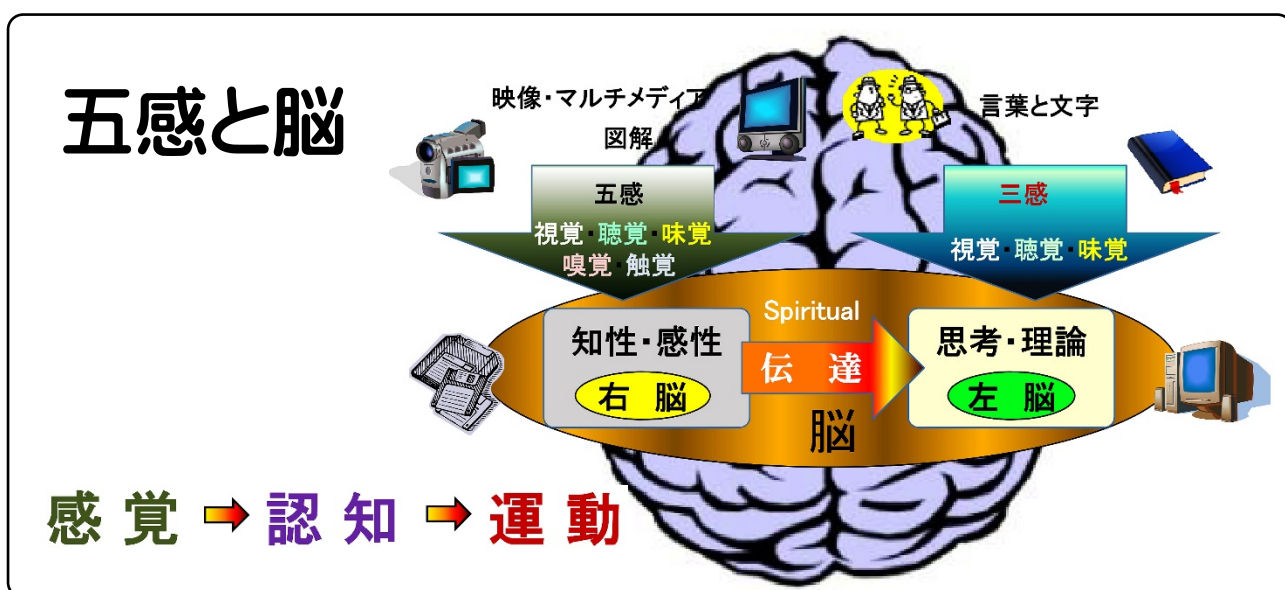 五感と脳
映像・マルチメディア
図解
言葉と文字
五感
視覚・聴覚・味覚
嗅覚・触覚
三感
視覚・聴覚・味覚
Spiritual
知性・感性
右 脳
伝 達
思考・理論
左 脳
脳
感 覚 ➡ 認 知 ➡ 運 動